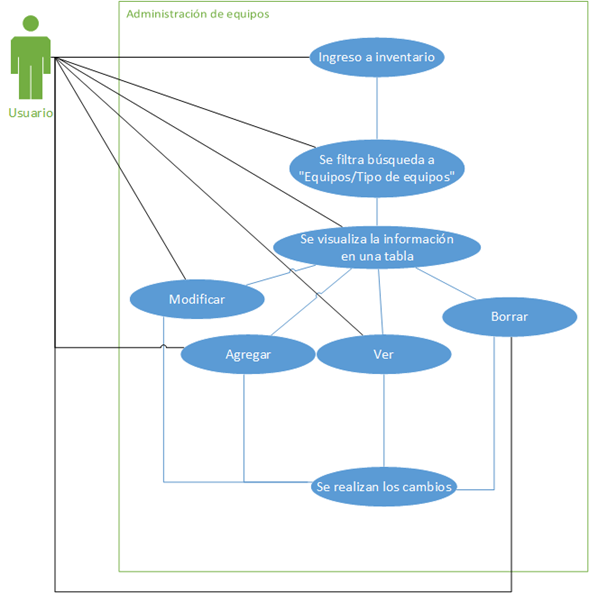 Administración de equipos
Usuario
Ingreso a inventario
Se filtra búsqueda a
"Equipos/Tipo de equipos"
Se visualiza la información
en una tabla
Modificar
Borrar
Agregar
Ver
Se realizan los cambios